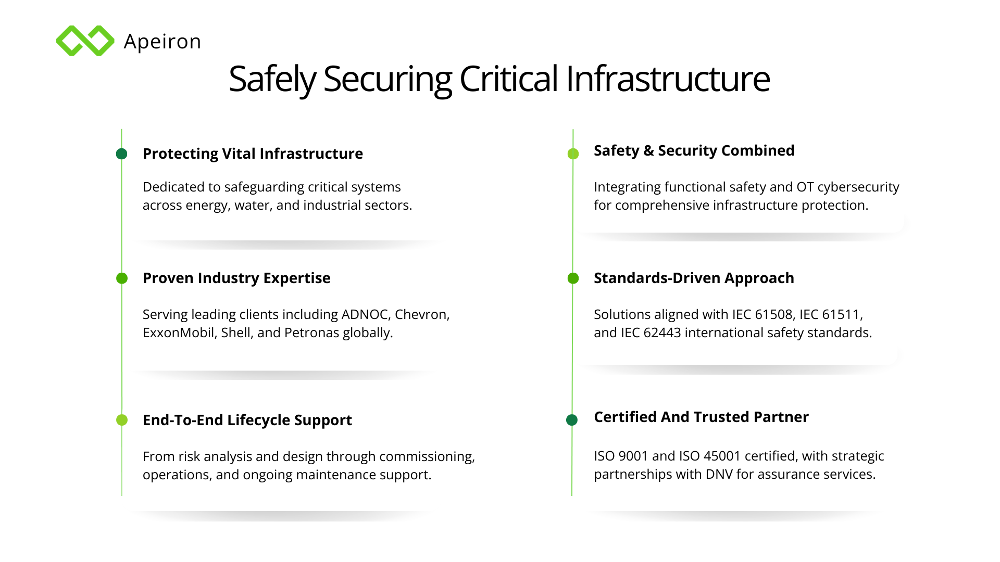 Apeiron
Safely Securing Critical Infrastructure
Protecting Vital Infrastructure
Dedicated to safeguarding critical systems
across energy, water, and industrial sectors.
Proven Industry Expertise
Serving leading clients including ADNOC, Chevron,
ExxonMobil, Shell, and Petronas globally.
End-To-End Lifecycle Support
From risk analysis and design through commissioning,
operations, and ongoing maintenance support.
Safety & Security Combined
Integrating functional safety and OT cybersecurity
for comprehensive infrastructure protection.
Standards-Driven Approach
Solutions aligned with IEC 61508, IEC 61511,
and IEC 62443 international safety standards.
Certified And Trusted Partner
ISO 9001 and ISO 45001 certified, with strategic
partnerships with DNV for assurance services.